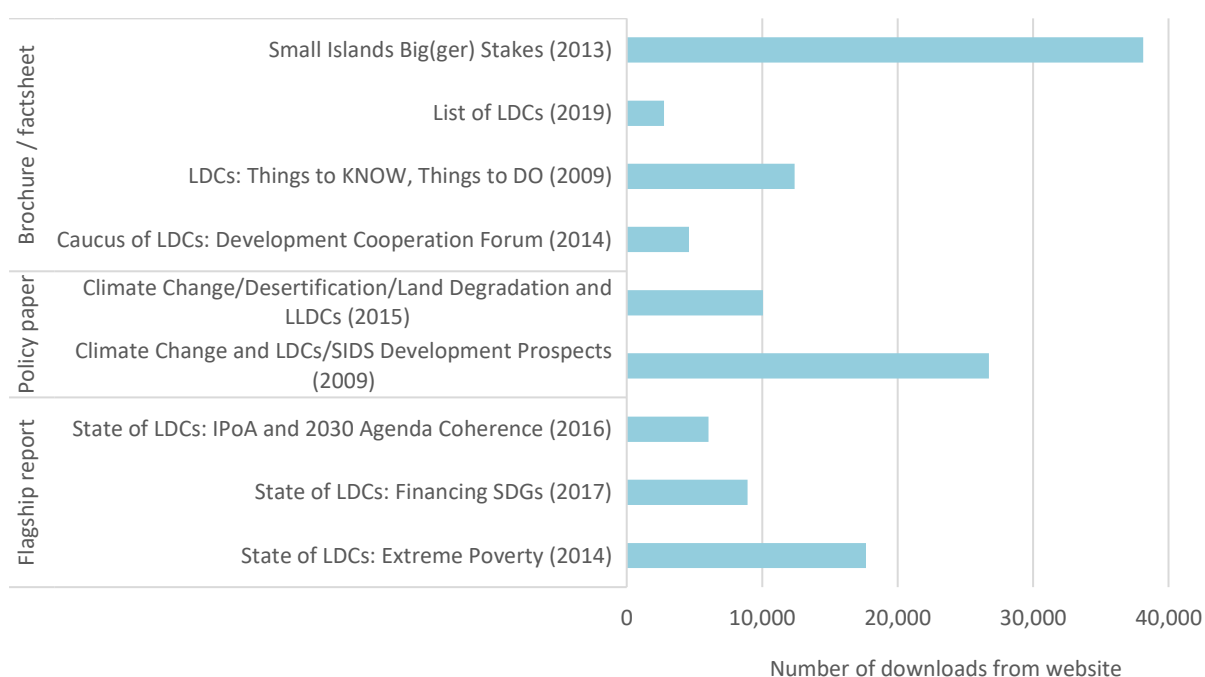 Brochure / factsheet
Small Islands Big(ger) Stakes (2013)
List of LDCs (2019)
LDCs: Things to KNOW, Things to DO (2009)
Caucus of LDCs: Development Cooperation Forum (2014)
Policy paper
Climate Change/Desertification/Land Degradation and
LLDCs (2015)
Climate Change and LDCs/SIDS Development Prospects
(2009)
Flagship report
State of LDCs: IPoA and 2030 Agenda Coherence (2016)
State of LDCs: Financing SDGs (2017)
State of LDCs: Extreme Poverty (2014)
0 10,000 20,000 30,000 40,000
Number of downloads from website